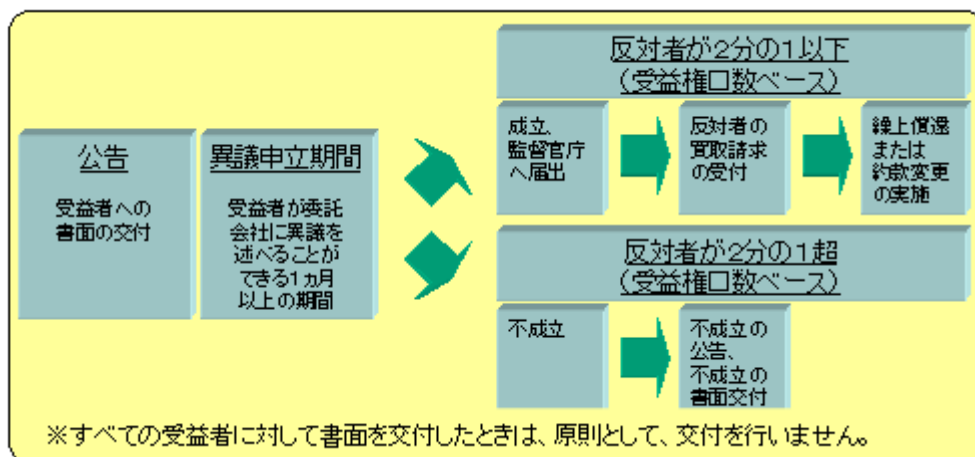 公告
受益者への
書面の交付
異議申立期間
受益者が委託
会社に異議を
述べることが
できる1ヵ月
以上の期間
反対者が2分の1以下
(受益権口数ベース)
成立、
監督官庁
へ届出
反対者の
買取請求
の受付
繰上償還
または
約款変更
の実施
反対者が2分の1超
(受益権口数ベース)
不成立
不成立の
公告、
不成立の
書面交付
※すべての受益者に対して書面を交付したときは、原則として、交付を行いません。